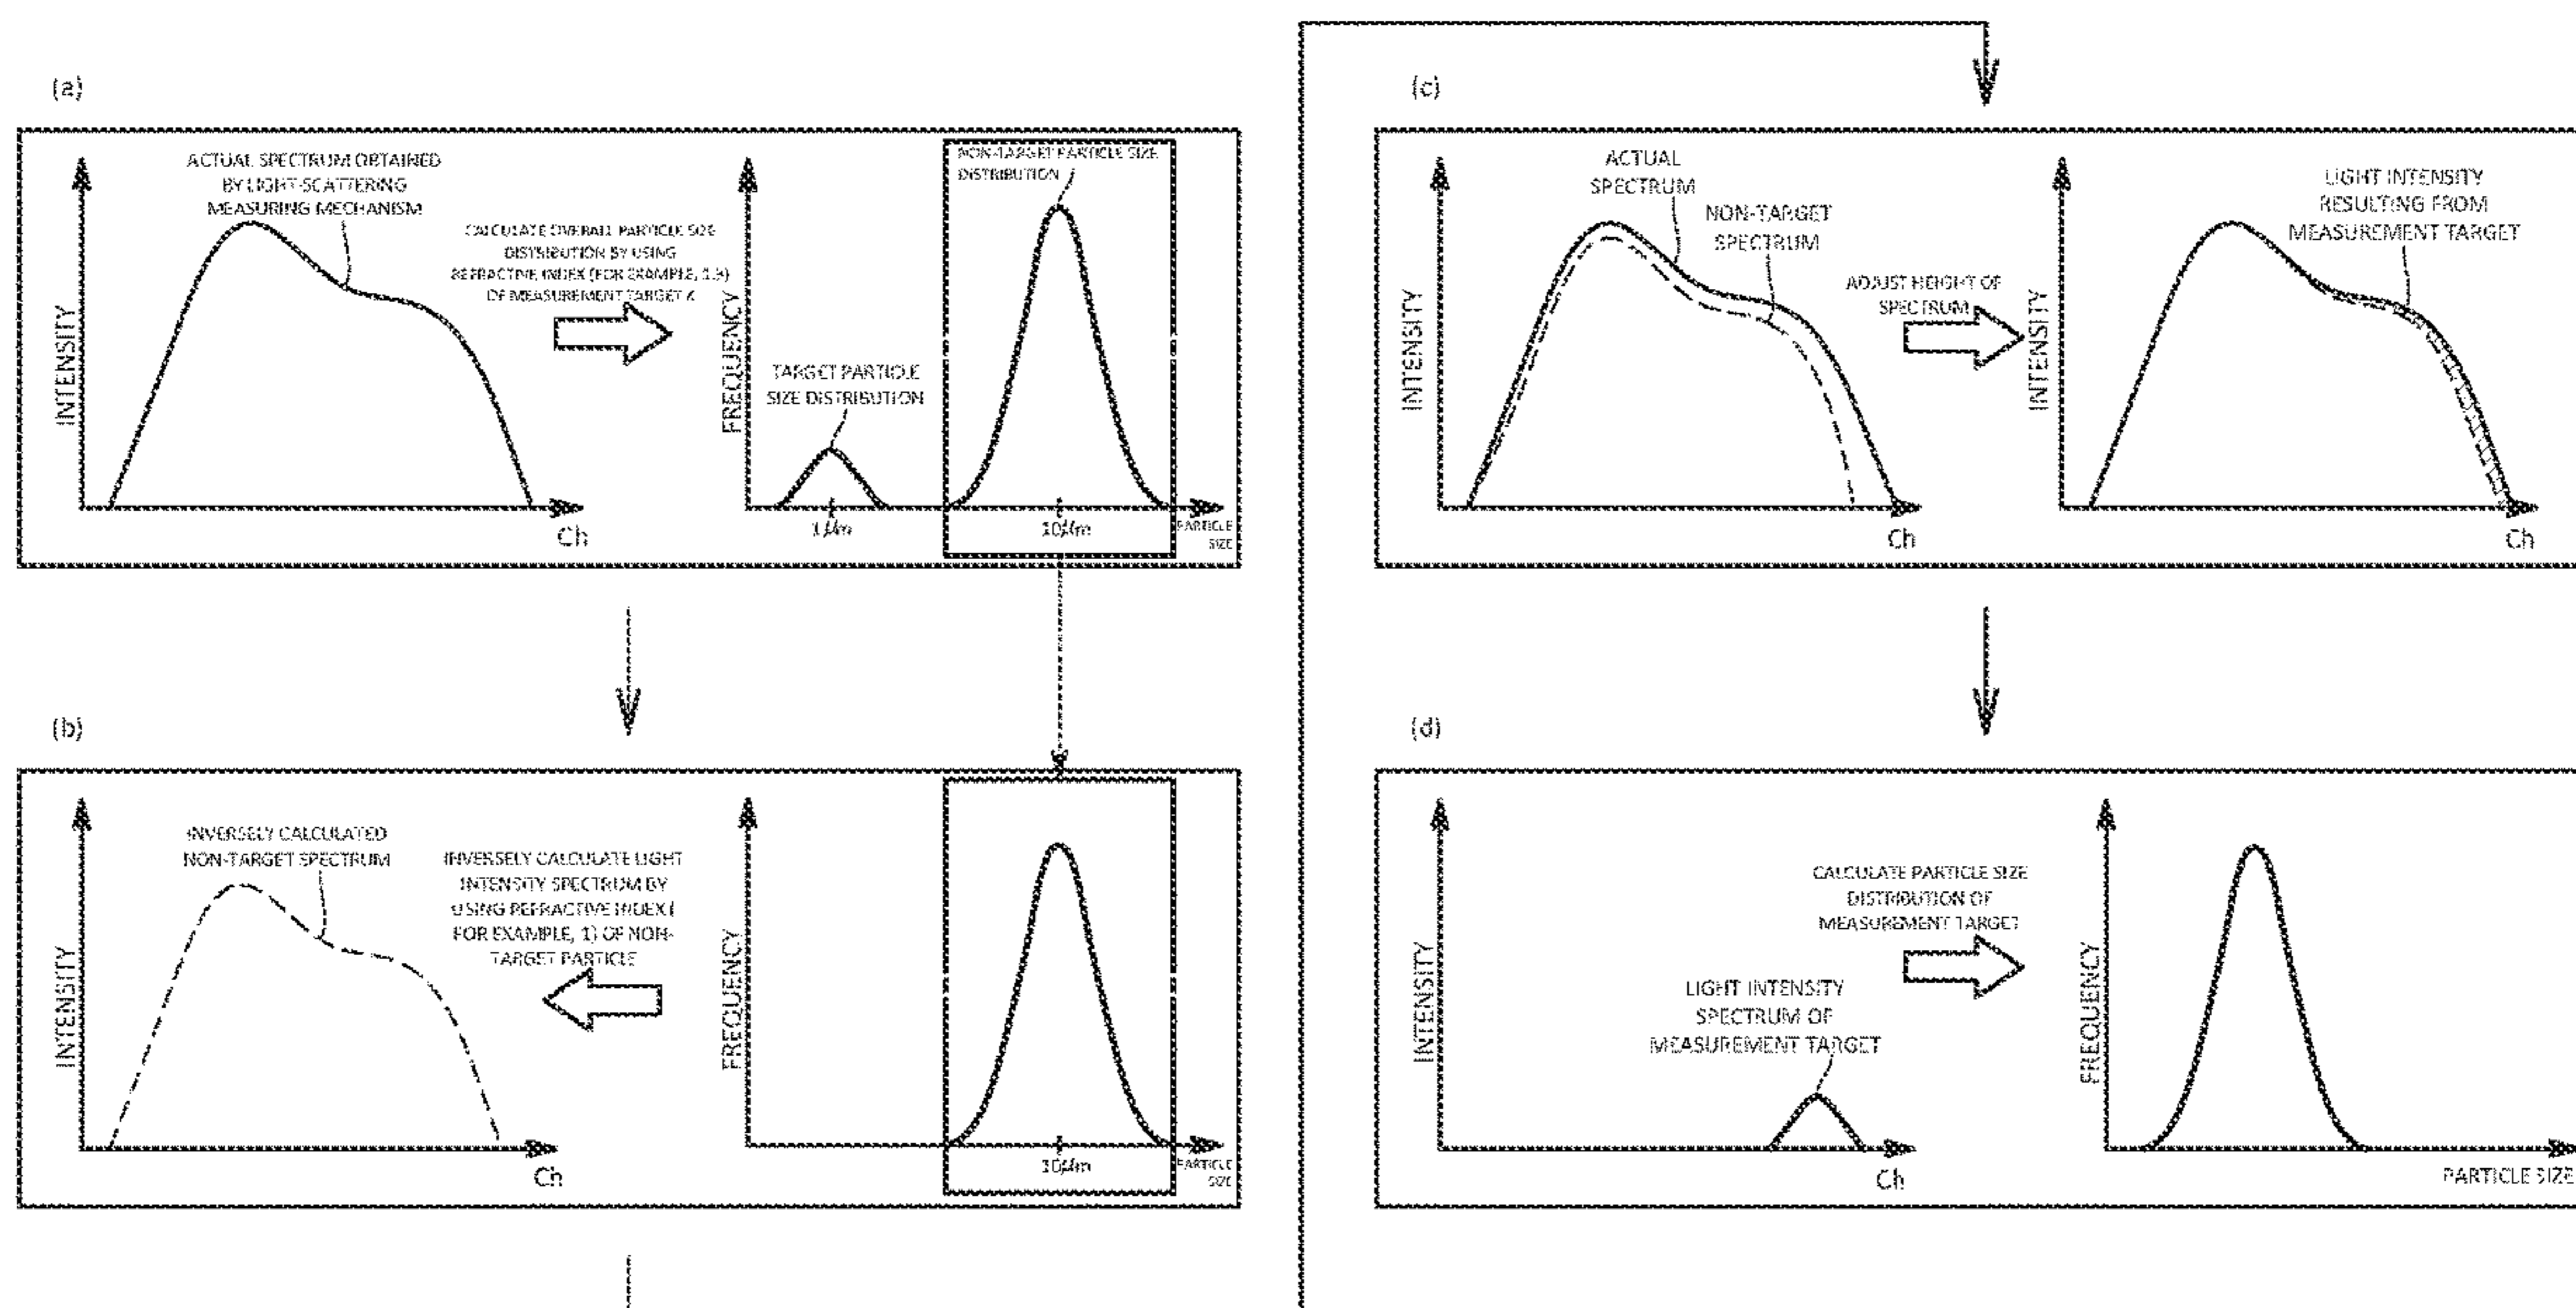 (a)
ACTUAL SPECTRUM OBTAINED
BY LIGHT-SCATTERING
MEASURING MECHANISM
INTENSITY
Ch
CALCULATE OVERALL PARTICLE SIZE
DISTRIBUTION BY USING
REFRACTIVE INDEX (FOR EXAMPLE, 1.3)
OF MEASUREMENT TARGET X
FREQUENCY
TARGET PARTICLE
SIZE DISTRIBUTION
NON-TARGET PARTICLE SIZE
DISTRIBUTION
1μm
10μm
PARTICLE
SIZE
(b)
INVERSELY CALCULATED
NON-TARGET SPECTRUM
INTENSITY
Ch
INVERSELY CALCULATE LIGHT
INTENSITY SPECTRUM BY
USING REFRACTIVE INDEX (
FOR EXAMPLE, 1) OF NON-
TARGET PARTICLE
FREQUENCY
10μm
PARTICLE
SIZE
(c)
ACTUAL
SPECTRUM
NON-TARGET
SPECTRUM
INTENSITY
Ch
ADJUST HEIGHT OF
SPECTRUM
INTENSITY
LIGHT INTENSITY
RESULTING FROM
MEASUREMENT TARGET
Ch
(d)
INTENSITY
LIGHT INTENSITY
SPECTRUM OF
MEASUREMENT TARGET
Ch
CALCULATE PARTICLE SIZE
DISTRIBUTION OF
MEASUREMENT TARGET
FREQUENCY
PARTICLE SIZE